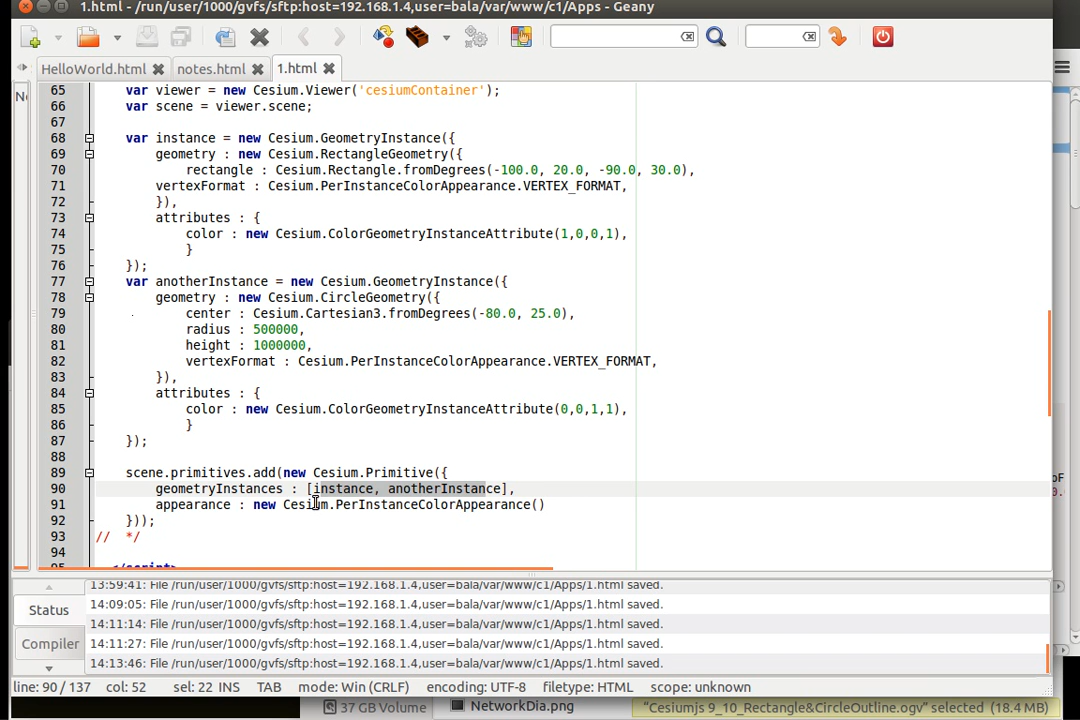 1.html - /run/user/1000/gvfs/sftp:host=192.168.1.4,user=bala/var/www/c1/Apps - Geany
HelloWorld.html
notes.html
1.html
65 var viewer = new Cesium.Viewer('cesiumContainer');
66 var scene = viewer.scene;
67
68 var instance = new Cesium.GeometryInstance({
69 geometry : new Cesium.RectangleGeometry({
70 rectangle : Cesium.Rectangle.fromDegrees(-100.0, 20.0, -90.0, 30.0),
71 vertexFormat : Cesium.PerInstanceColorAppearance.VERTEX_FORMAT,
72 }),
73 attributes : {
74 color : new Cesium.ColorGeometryInstanceAttribute(1,0,0,1),
75 }
76 });
77 var anotherInstance = new Cesium.GeometryInstance({
78 geometry : new Cesium.CircleGeometry({
79 center : Cesium.Cartesian3.fromDegrees(-80.0, 25.0),
80 radius : 500000,
81 height : 1000000,
82 vertexFormat : Cesium.PerInstanceColorAppearance.VERTEX_FORMAT,
83 }),
84 attributes : {
85 color : new Cesium.ColorGeometryInstanceAttribute(0,0,1,1),
86 }
87 });
88
89 scene.primitives.add(new Cesium.Primitive({
90 geometryInstances : [instance, anotherInstance],
91 appearance : new Cesium.PerInstanceColorAppearance()
92 }));
93 // */
94
95 </script>
13:59:41: File /run/user/1000/gvfs/sftp:host=192.168.1.4,user=bala/var/www/c1/Apps/1.html saved.
Status
14:09:05: File /run/user/1000/gvfs/sftp:host=192.168.1.4,user=bala/var/www/c1/Apps/1.html saved.
14:11:14: File /run/user/1000/gvfs/sftp:host=192.168.1.4,user=bala/var/www/c1/Apps/1.html saved.
Compiler
14:11:27: File /run/user/1000/gvfs/sftp:host=192.168.1.4,user=bala/var/www/c1/Apps/1.html saved.
14:13:46: File /run/user/1000/gvfs/sftp:host=192.168.1.4,user=bala/var/www/c1/Apps/1.html saved.
line: 90 / 137 col: 52 sel: 22 INS TAB mode: Win (CRLF) encoding: UTF-8 filetype: HTML scope: unknown
37 GB Volume
NetworkDia.png
"Cesiumjs 9_10_Rectangle&CircleOutline.ogv" selected (18.4 MB)